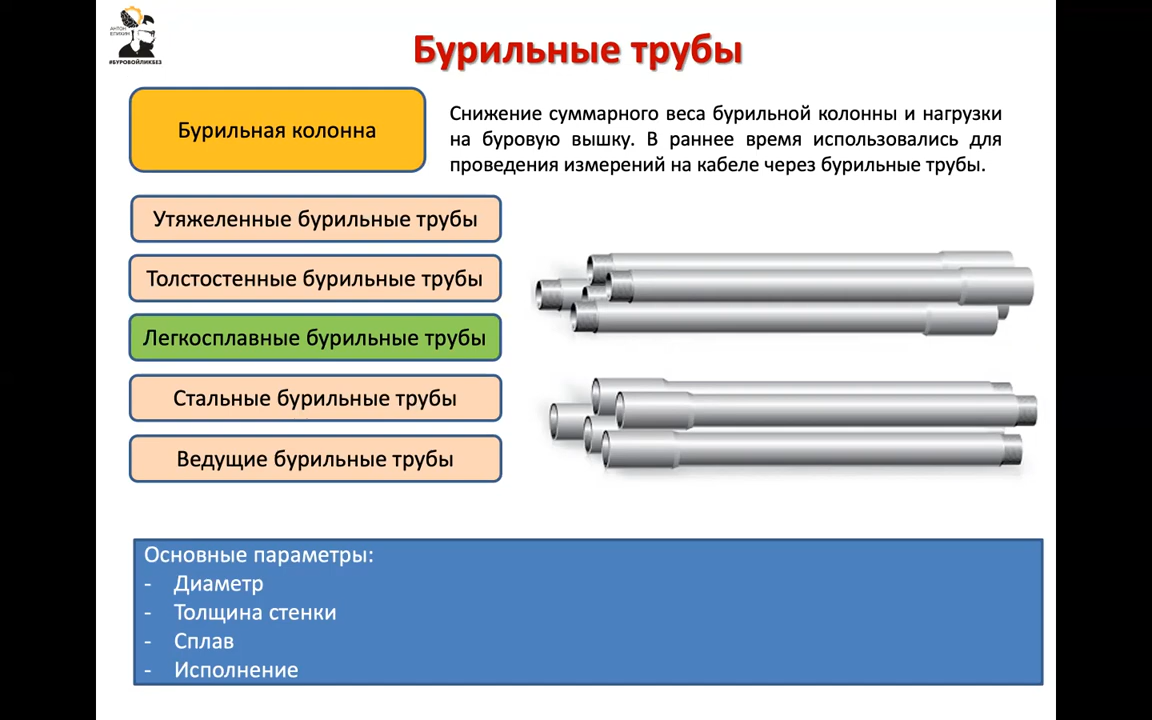 АНТОН
ЕПИХИН
#БУРОВОЙЛИКБЕЗ
Бурильные трубы
Бурильная колонна
Снижение суммарного веса бурильной колонны и нагрузки
на буровую вышку. В раннее время использовались для
проведения измерений на кабеле через бурильные трубы.
Утяжеленные бурильные трубы
Толстостенные бурильные трубы
Легкосплавные бурильные трубы
Стальные бурильные трубы
Ведущие бурильные трубы
Основные параметры:
- Диаметр
- Толщина стенки
- Сплав
- Исполнение